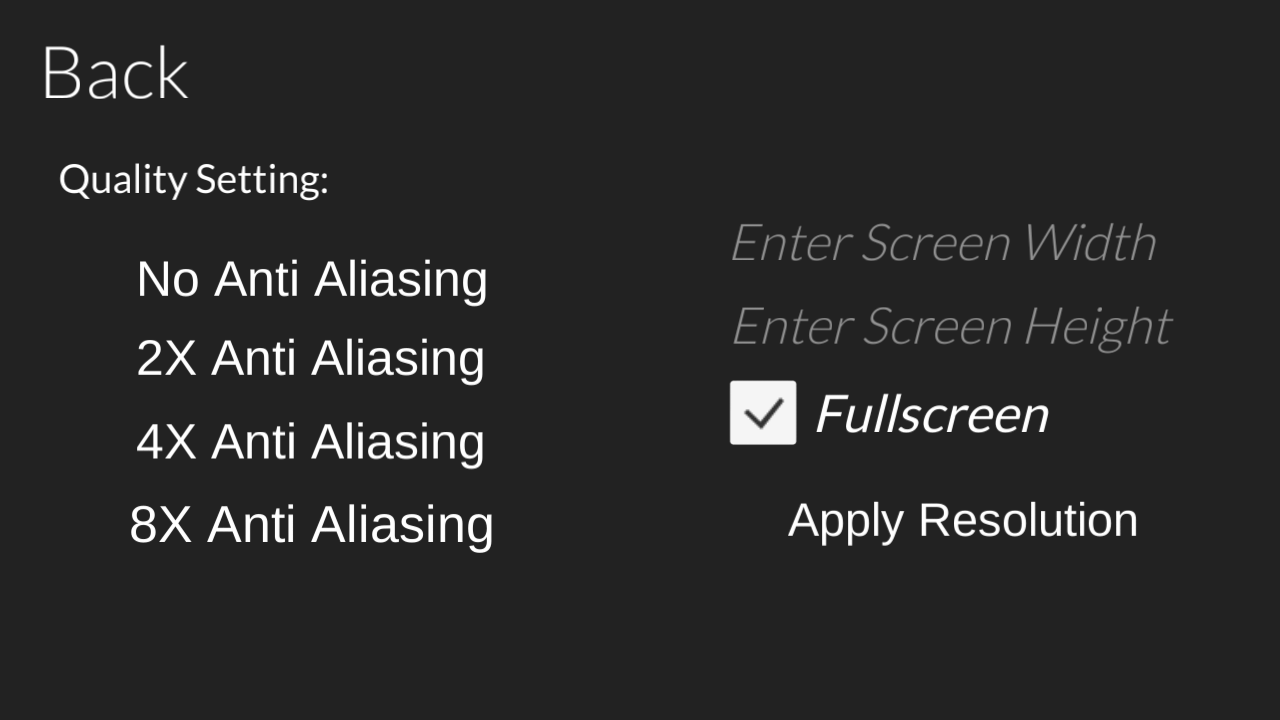 Back
Quality Setting:
No Anti Aliasing
2X Anti Aliasing
4X Anti Aliasing
8X Anti Aliasing
Enter Screen Width
Enter Screen Height
Fullscreen
Apply Resolution